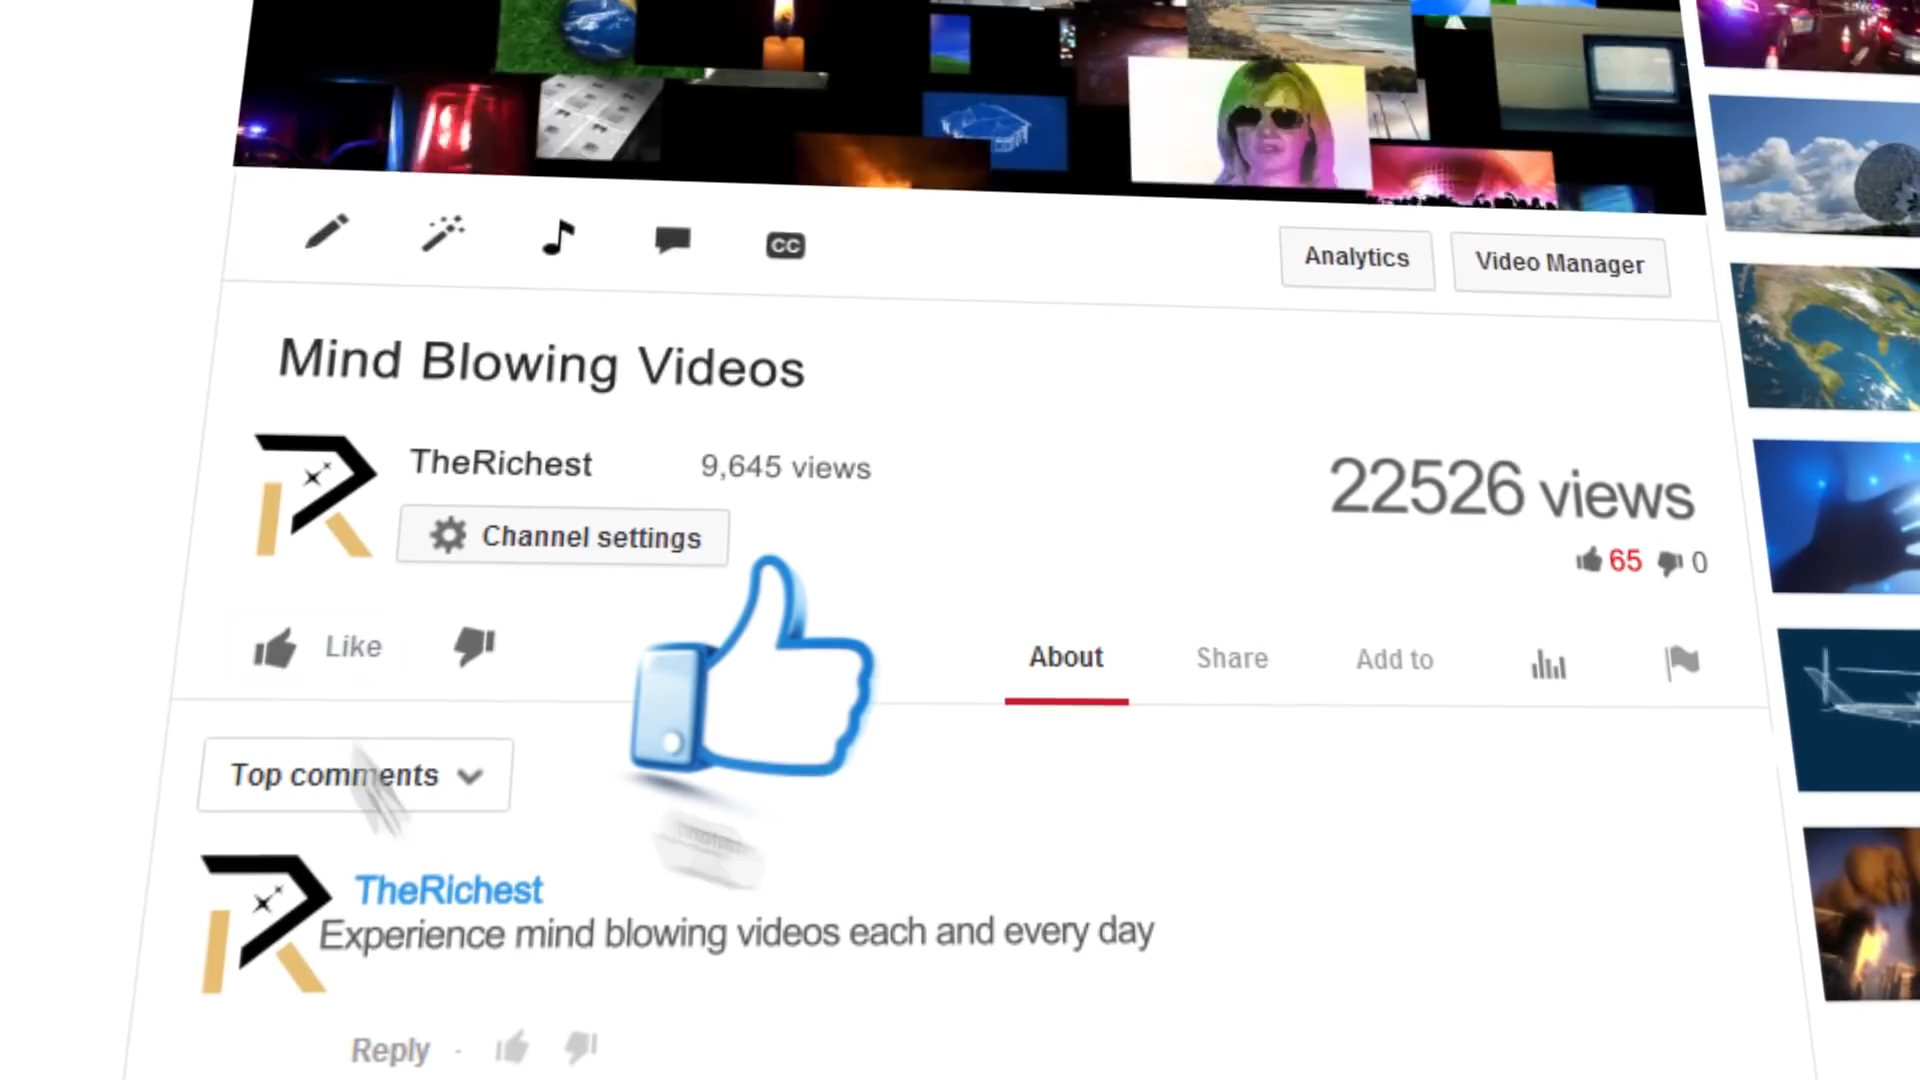 CC
Analytics
Video Manager
Mind Blowing Videos
TheRichest
9,645 views
22526 views
Channel settings
65
0
Like
About
Share
Add to
Top comments
TheRichest
Experience mind blowing videos each and every day
Reply